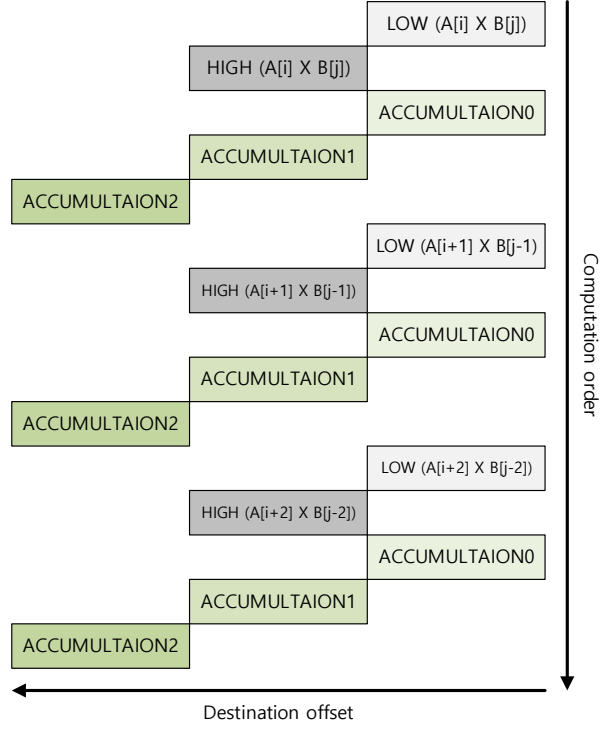 LOW (A[i] X B[j])
HIGH (A[i] X B[j])
ACCUMULTAION0
ACCUMULTAION1
ACCUMULTAION2
LOW (A[i+1] X B[j-1)
HIGH (A[i+1] X B[j-1])
ACCUMULTAION0
ACCUMULTAION1
ACCUMULTAION2
LOW (A[i+2] X B[j-2])
HIGH (A[i+2] X B[j-2])
ACCUMULTAION0
ACCUMULTAION1
ACCUMULTAION2
Computation order
Destination offset